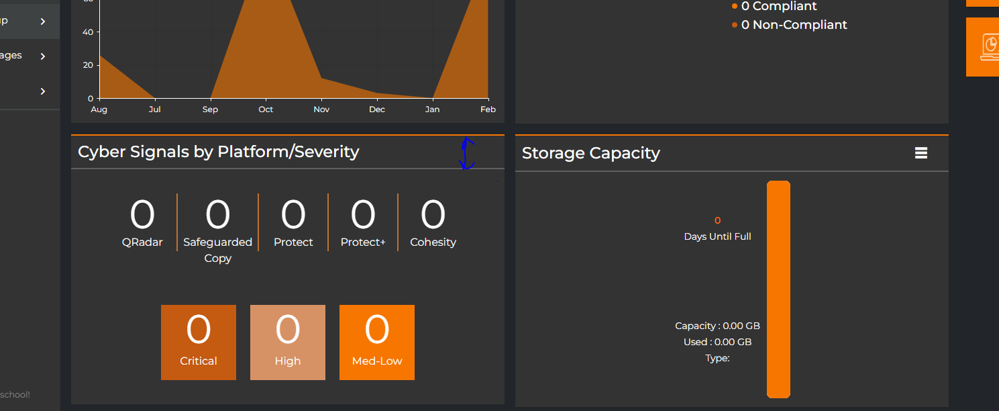 up
0 Compliant
0 Non-Compliant
ages
40
20
0
Aug Jul Sep Oct Nov Dec Jan Feb
Cyber Signals by Platform/Severity
Storage Capacity
0 0 0 0 0
QRadar Safeguarded Copy Protect Protect+ Cohesity
0
Days Until Full
0 0 0
Critical High Med-Low
Capacity : 0.00 GB
Used : 0.00 GB
Type:
school!